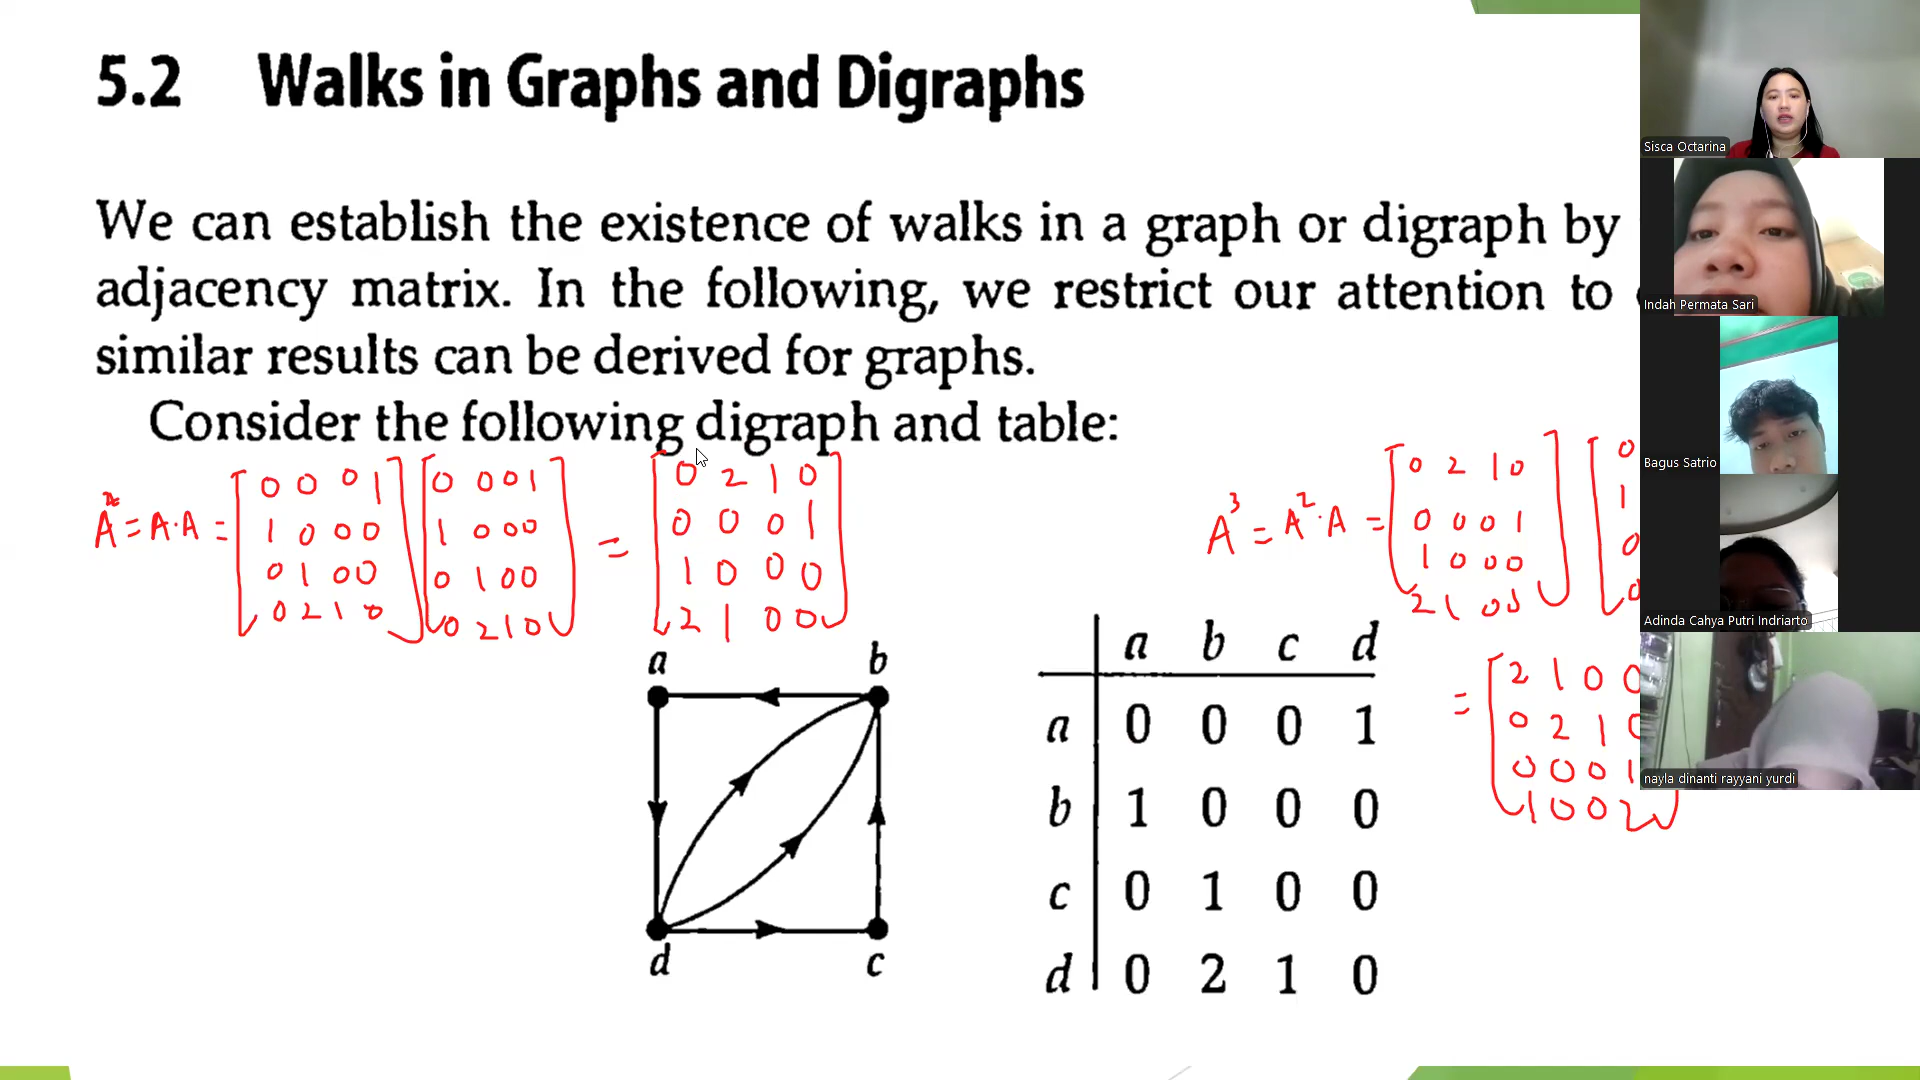 5.2 Walks in Graphs and Digraphs
We can establish the existence of walks in a graph or digraph by
adjacency matrix. In the following, we restrict our attention to
similar results can be derived for graphs.
Consider the following digraph and table:
A² = A·A = [0 0 0 1] [0 0 0 1] = [0 2 1 0]
[1 0 0 0] [1 0 0 0] [0 0 0 1]
[0 1 0 0] [0 1 0 0] [1 0 0 0]
[0 2 1 0] [0 2 1 0] [2 1 0 0]
A³ = A²·A = [0 2 1 0] [0
[0 0 0 1] [1
[1 0 0 0] [0
[2 1 0 0] [0
= [2 1 0 0
[0 2 1 0
[0 0 0 1
[1 0 0 2]
a b
d c
a b c d
a 0 0 0 1
b 1 0 0 0
c 0 1 0 0
d 0 2 1 0
Sisca Octarina
Indah Permata Sari
Bagus Satrio
Adinda Cahya Putri Indriarto
nayla dinanti rayyani yurdi